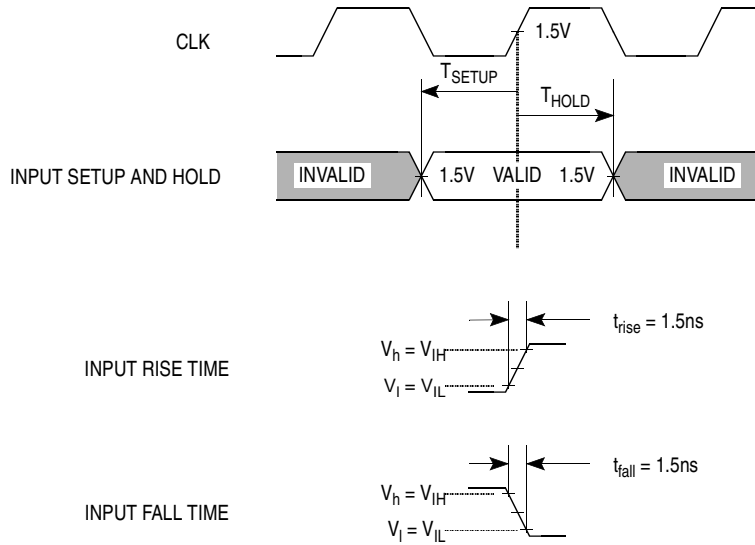 CLK
1.5V
TSETUP
THOLD
INPUT SETUP AND HOLD
INVALID
1.5V VALID 1.5V
INVALID
trise = 1.5ns
Vh = VIH
INPUT RISE TIME
Vl = VIL
tfall = 1.5ns
Vh = VIH
INPUT FALL TIME
Vl = VIL